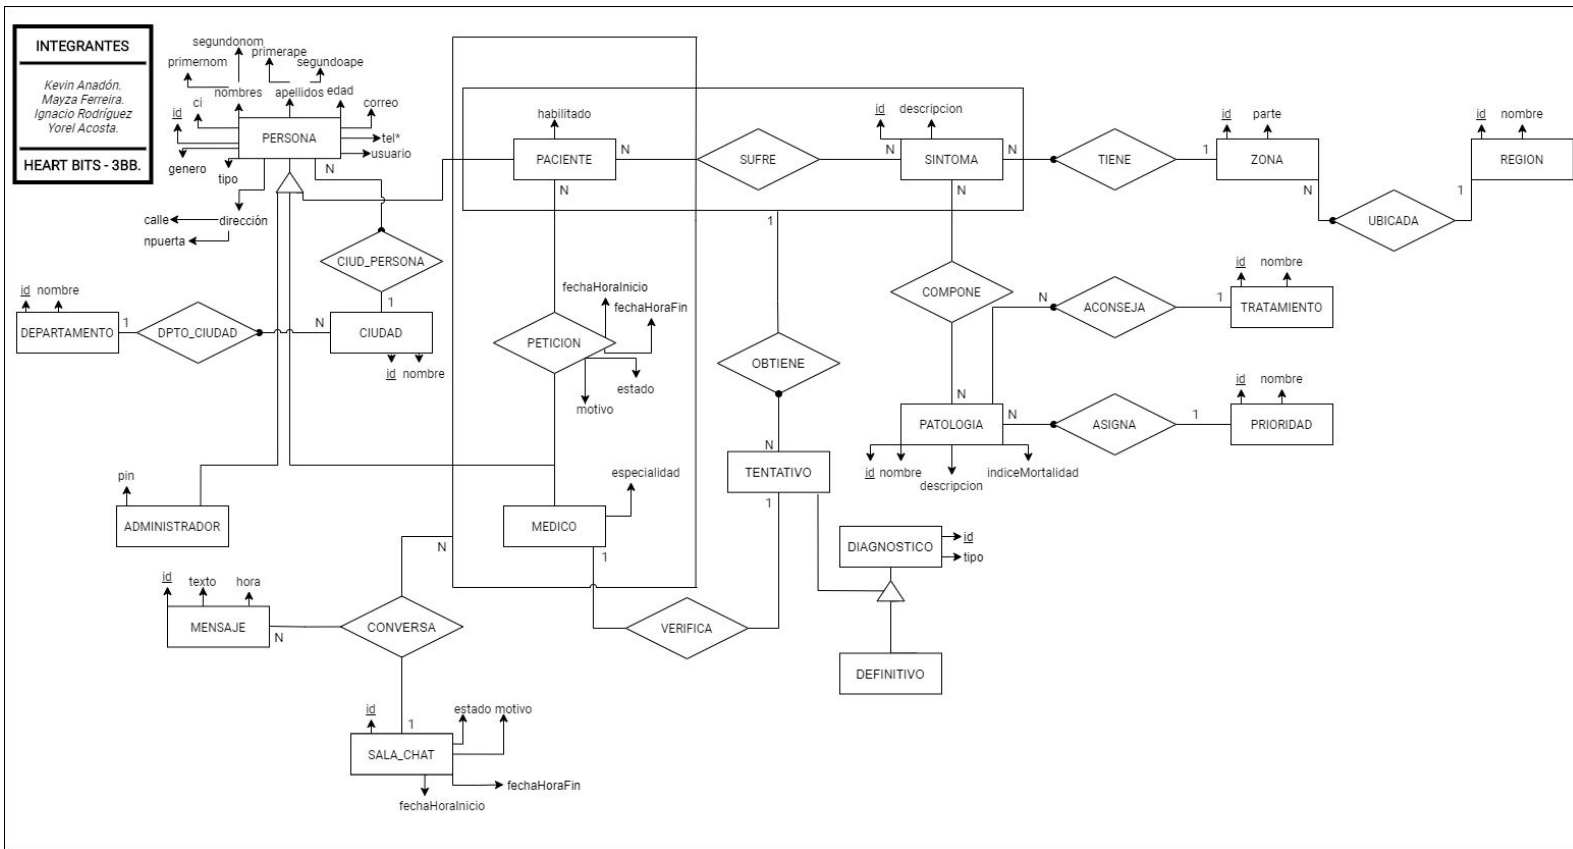 INTEGRANTES
Kevin Anadón.
Mayza Ferreira.
Ignacio Rodríguez
Yorel Acosta.
HEART BITS - 3BB.
segundonom
primerape
primernom
segundoape
nombres
apellidos
edad
ci
correo
id
PERSONA
tel*
usuario
genero
tipo
N
calle
dirección
npuerta
CIUD_PERSONA
1
id nombre
DEPARTAMENTO
1
DPTO_CIUDAD
N
CIUDAD
id nombre
habilitado
PACIENTE
N
SUFRE
N
id descripcion
SINTOMA
N
TIENE
1
id parte
ZONA
N
id nombre
REGION
1
UBICADA
N
1
N
fechaHoraInicio
fechaHoraFin
PETICION
estado
motivo
OBTIENE
COMPONE
N
ACONSEJA
1
id nombre
TRATAMIENTO
N
PATOLOGIA
N
ASIGNA
1
id nombre
PRIORIDAD
id nombre
indiceMortalidad
descripcion
N
TENTATIVO
1
especialidad
pin
ADMINISTRADOR
MEDICO
1
N
DIAGNOSTICO
id
tipo
id texto hora
MENSAJE
N
CONVERSA
VERIFICA
DEFINITIVO
id
1
estado motivo
SALA_CHAT
fechaHoraFin
fechaHoraInicio